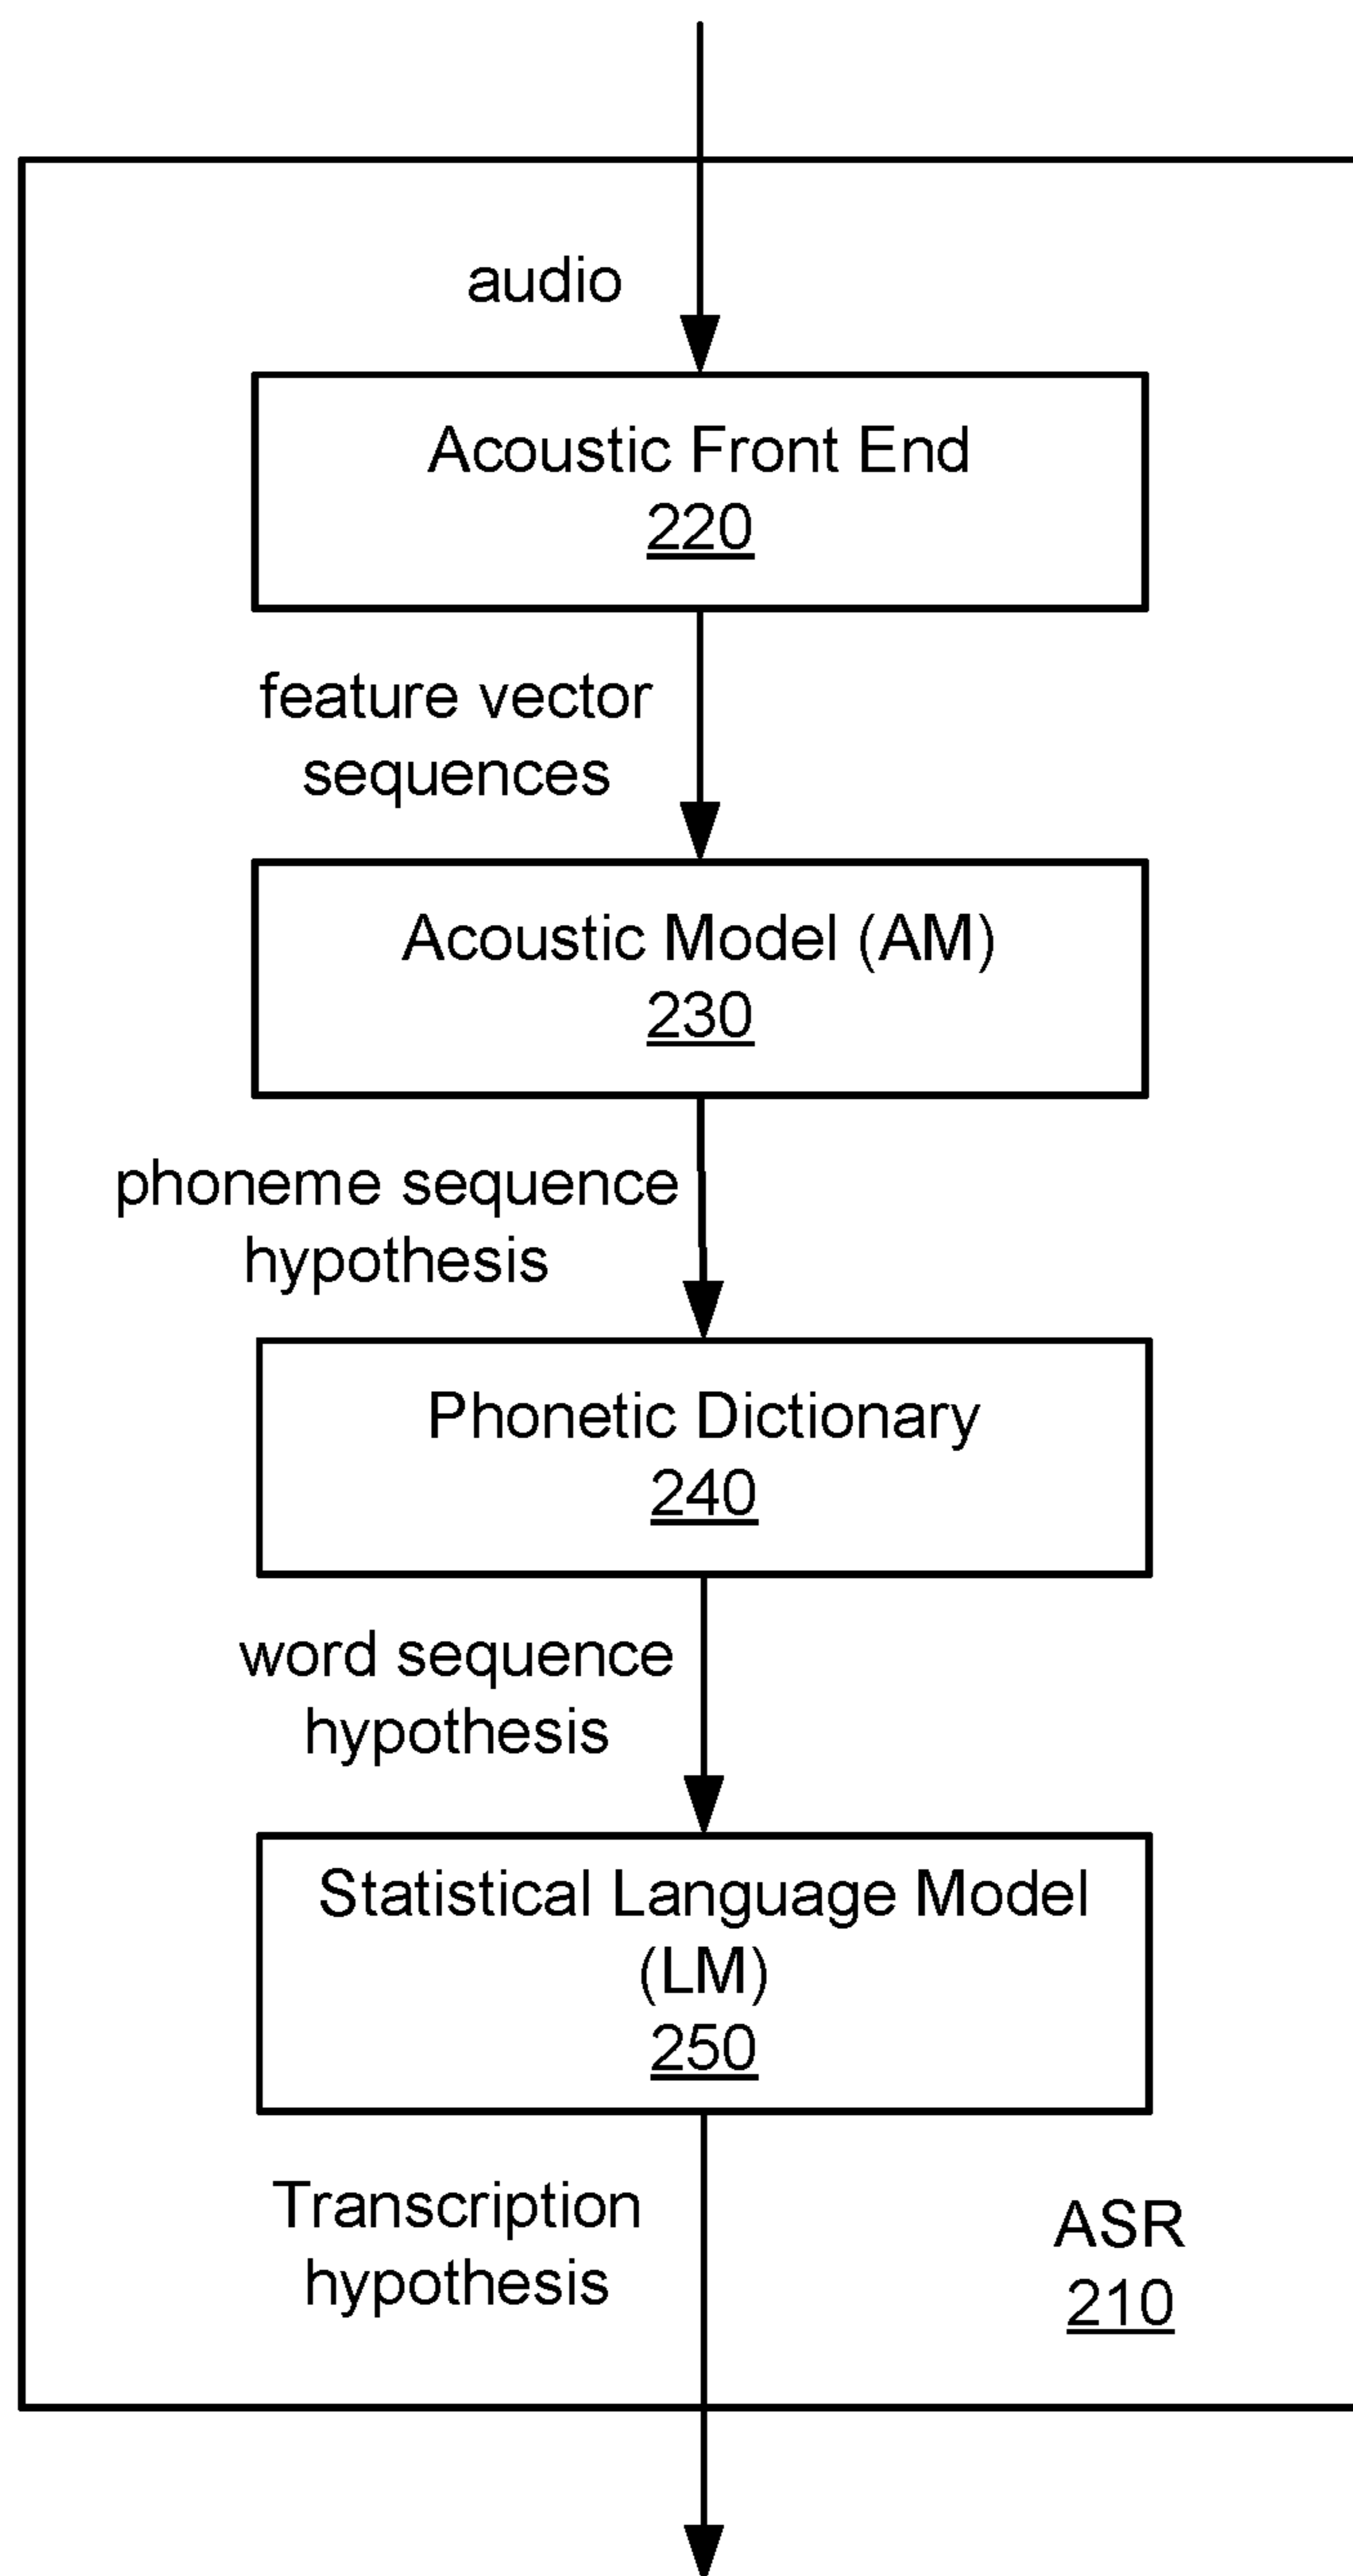 audio
Acoustic Front End
220
feature vector
sequences
Acoustic Model (AM)
230
phoneme sequence
hypothesis
Phonetic Dictionary
240
word sequence
hypothesis
Statistical Language Model
(LM)
250
Transcription
hypothesis
ASR
210